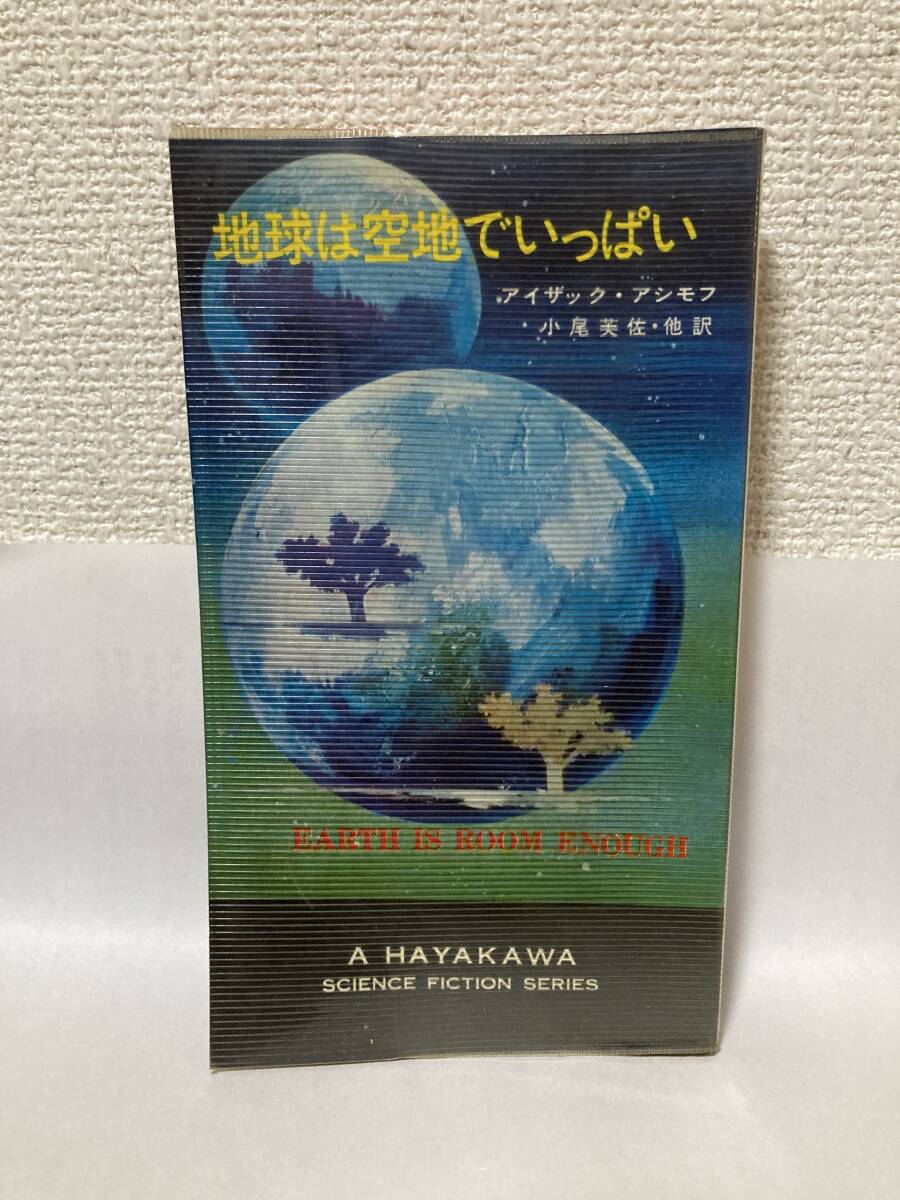 地球は空地でいっぱい
アイザック・アシモフ
小尾芙佐・他訳
EARTH IS ROOM ENOUGH
A HAYAKAWA
SCIENCE FICTION SERIES